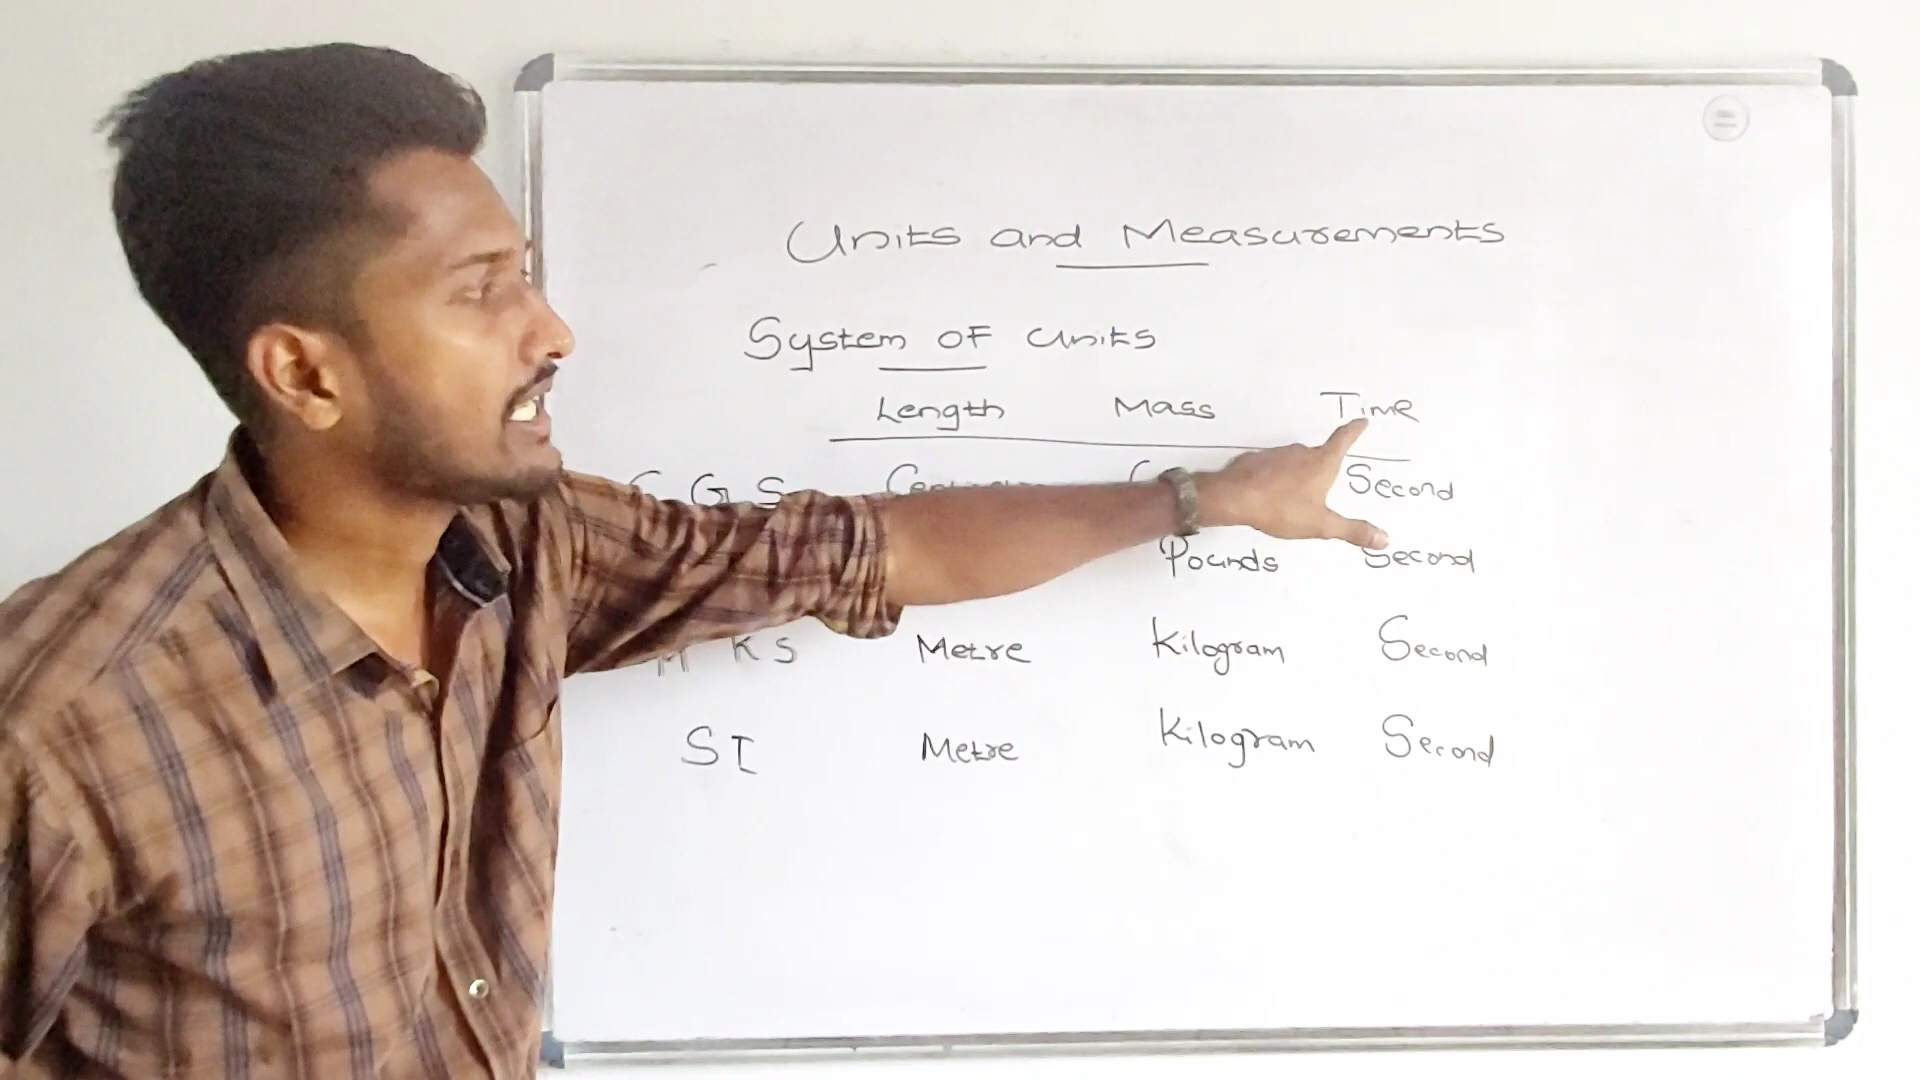 Units and Measurements
System OF Units
Length Mass Time
C G S Second
Pounds Second
M K S Metre Kilogram Second
SI Metre Kilogram Second